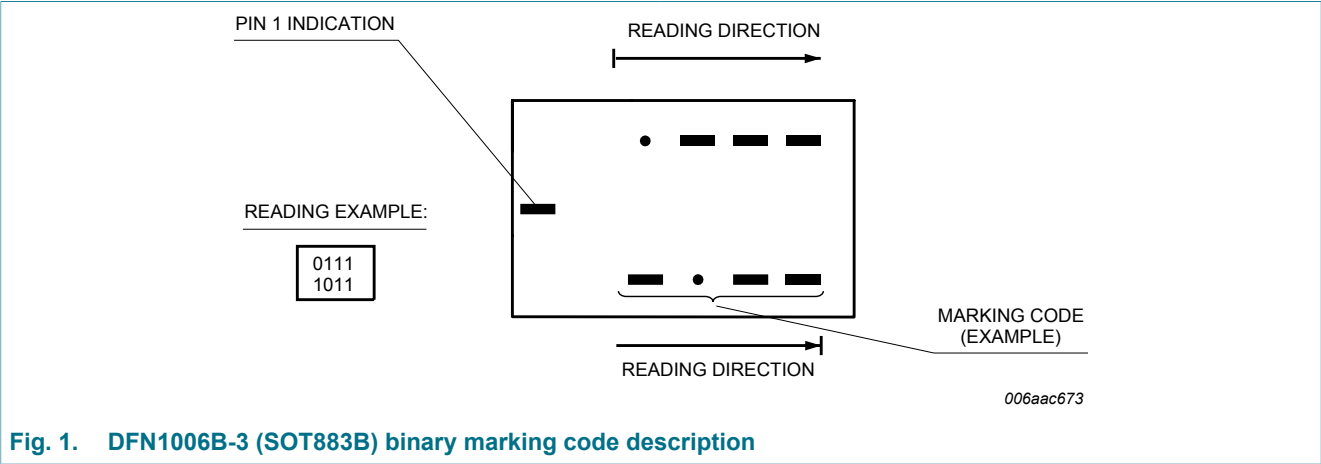 PIN 1 INDICATION
READING DIRECTION
READING EXAMPLE:
0111
1011
MARKING CODE
(EXAMPLE)
READING DIRECTION
006aac673
Fig. 1. DFN1006B-3 (SOT883B) binary marking code description